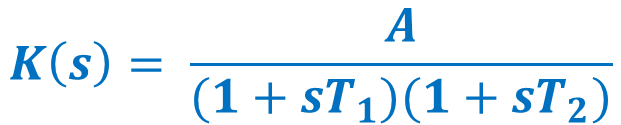 K(s) = A / (1 + sT₁)(1 + sT₂)